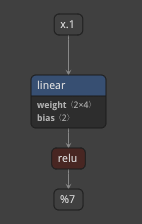 x.1
linear
weight ⟨2×4⟩
bias ⟨2⟩
relu
%7